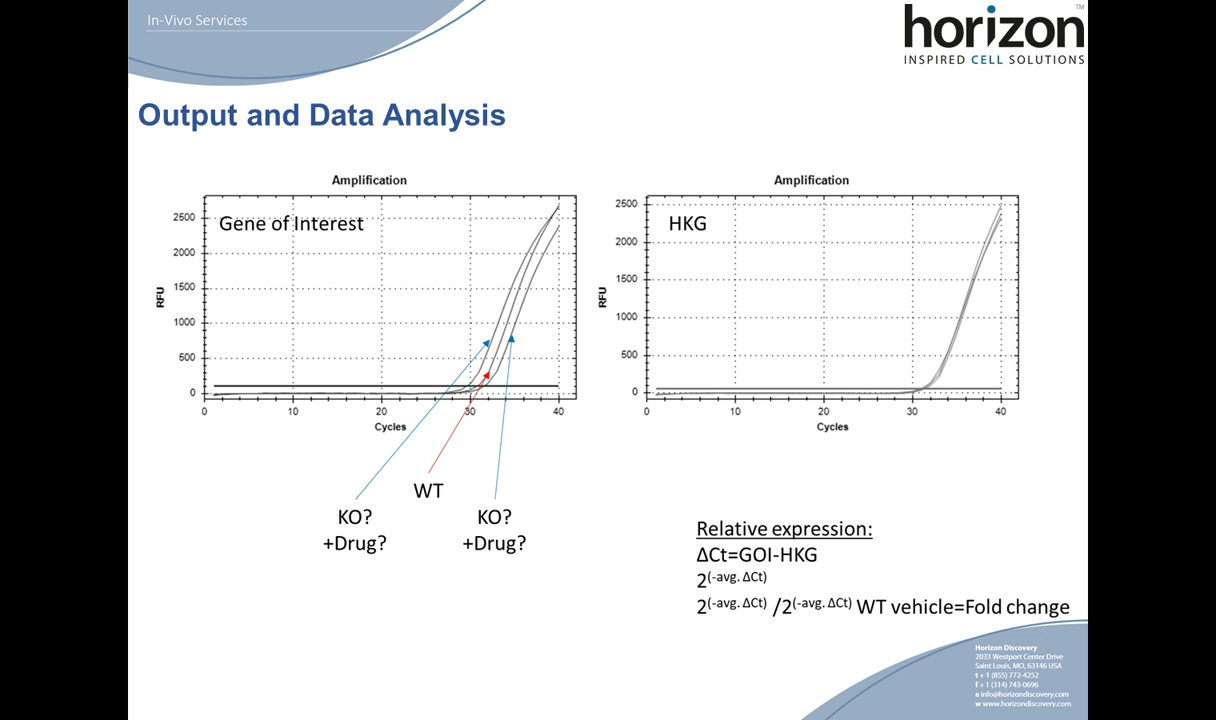 In-Vivo Services
horizon™
INSPIRED CELL SOLUTIONS
Output and Data Analysis
Amplification
Gene of Interest
RFU
2500
2000
1500
1000
500
0
0 10 20 30 40
Cycles
Amplification
HKG
RFU
2500
2000
1500
1000
500
0
0 10 20 30 40
Cycles
WT
KO?
+Drug?
KO?
+Drug?
Relative expression:
ΔCt=GOI-HKG
2(-avg. ΔCt)
2(-avg. ΔCt) /2(-avg. ΔCt) WT vehicle=Fold change
Horizon Discovery
2033 Westport Center Drive
Saint Louis, MO, 63146 USA
t + 1 (855) 772-4252
f + 1 (314) 743-0696
e info@horizondiscovery.com
w www.horizondiscovery.com